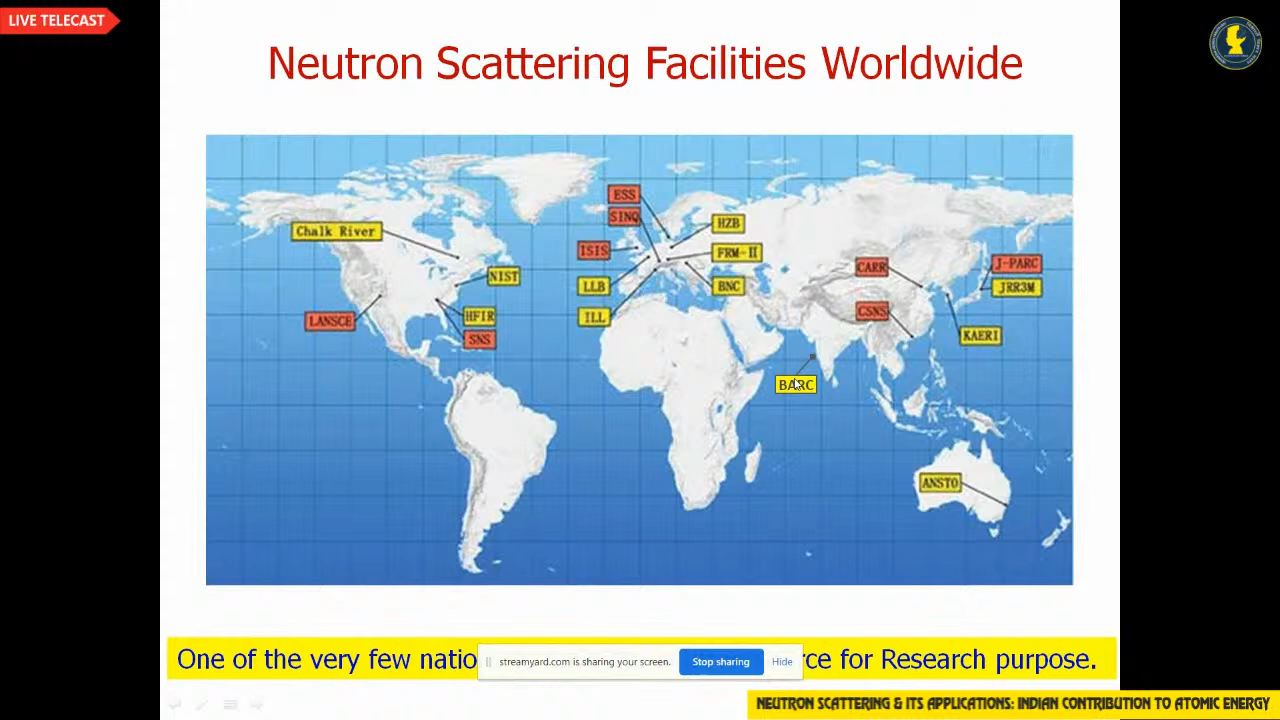 LIVE TELECAST
Neutron Scattering Facilities Worldwide
ESS
SINQ
HZB
Chalk River
ISIS
FRM-II
NIST
LLB
BNC
CARR
J-PARC
JRR3M
LANSCE
HFIR
ILL
CSNS
SNS
KAERI
BARC
ANSTO
One of the very few natio rce for Research purpose.
streamyard.com is sharing your screen.
Stop sharing
Hide
NEUTRON SCATTERING & ITS APPLICATIONS: INDIAN CONTRIBUTION TO ATOMIC ENERGY